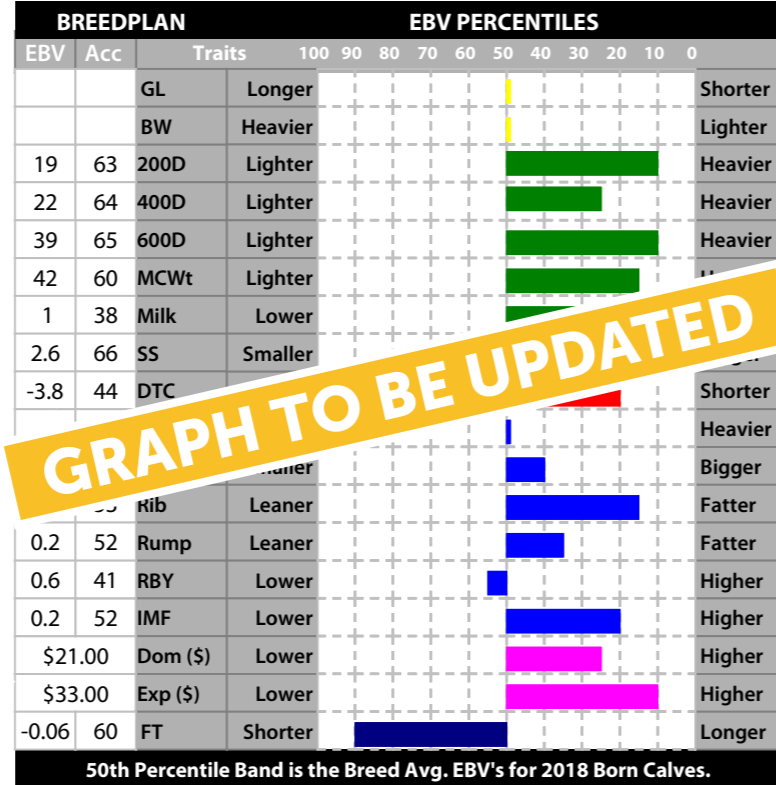 BREEDPLAN EBV PERCENTILES
EBV Acc Traits 100 90 80 70 60 50 40 30 20 10 0
GL Longer Shorter
BW Heavier Lighter
19 63 200D Lighter Heavier
22 64 400D Lighter Heavier
39 65 600D Lighter Heavier
42 60 MCWt Lighter
1 38 Milk Lower
2.6 66 SS Smaller
-3.8 44 DTC Shorter
GRAPH TO BE UPDATED
Heavier
Bigger
Rib Leaner Fatter
0.2 52 Rump Leaner Fatter
0.6 41 RBY Lower Higher
0.2 52 IMF Lower Higher
$21.00 Dom ($) Lower Higher
$33.00 Exp ($) Lower Higher
-0.06 60 FT Shorter Longer
50th Percentile Band is the Breed Avg. EBV's for 2018 Born Calves.